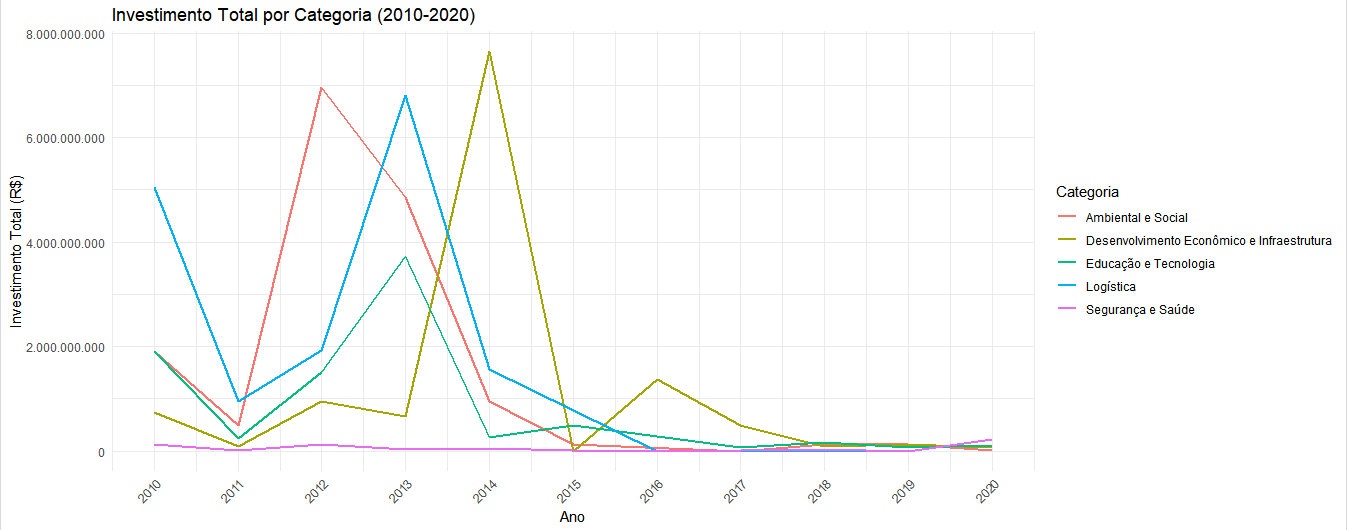 Investimento Total por Categoria (2010-2020)
8.000.000.000
6.000.000.000
4.000.000.000
2.000.000.000
0
Investimento Total (R$)
2010
2011
2012
2013
2014
2015
2016
2017
2018
2019
2020
Ano
Categoria
Ambiental e Social
Desenvolvimento Econômico e Infraestrutura
Educação e Tecnologia
Logística
Segurança e Saúde